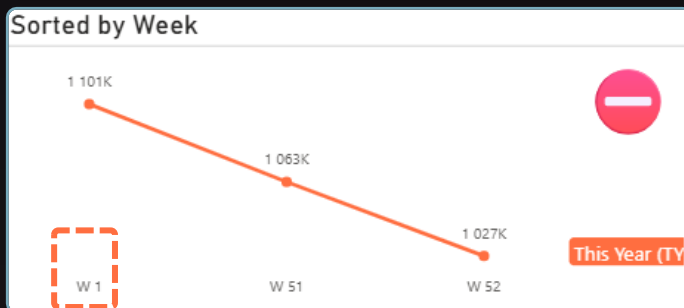 Sorted by Week
1 101K
1 063K
1 027K
This Year (TY
W 1 W 51 W 52